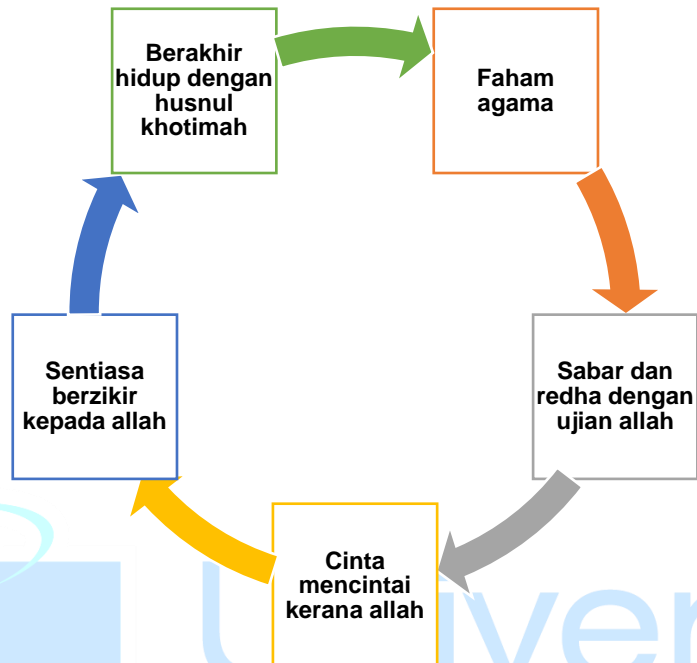 Berakhir
hidup dengan
husnul
khotimah
Faham
agama
Sabar dan
redha dengan
ujian allah
Cinta
mencintai
kerana allah
Sentiasa
berzikir
kepada allah